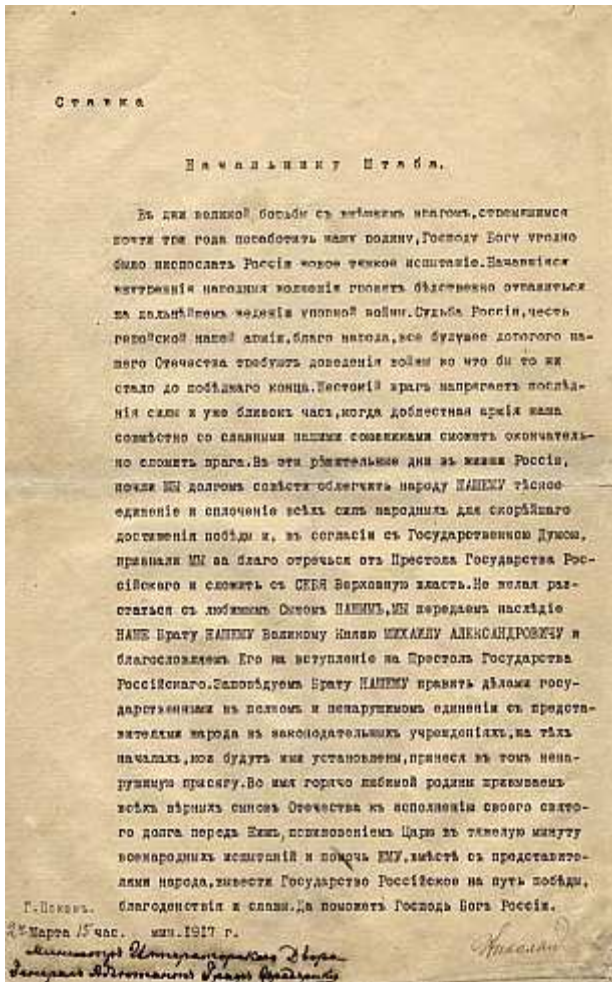 Ставка
Начальнику Штаба.
Въ дни великой борьбы съ внѣшнимъ врагомъ,стремящимся
почти три года поработить нашу родину,Господу Богу угодно
было ниспослать Россіи новое тяжкое испытаніе.Начавшіяся
внутреннія народныя волненія грозятъ бѣдственно отразиться
на дальнѣйшемъ веденіи упорной войны.Судьба Россіи,честь
геройской нашей арміи,благо народа,все будущее дорогого на-
шего Отечества требуютъ доведенія войны во что бы то ни
стало до побѣднаго конца.Жестокій врагъ напрягаетъ послѣд-
нія силы и уже близокъ часъ,когда доблестная армія наша
совмѣстно со славными нашими союзниками сможетъ окончатель-
но сломить врага.Въ эти рѣшительные дни въ жизни Россіи,
почли МЫ долгомъ совѣсти облегчить народу НАШЕМУ тѣсное
единеніе и сплоченіе всѣхъ силъ народныхъ для скорѣйшаго
достиженія побѣды и, въ согласіи съ Государственною Думою,
признали МЫ за благо отречься отъ Престола Государства Рос-
сійскаго и сложить съ СЕБЯ Верховную власть.Не желая раз-
статься съ любимымъ Сыномъ НАШИМЪ,МЫ передаемъ наслѣдіе
НАШЕ Брату НАШЕМУ Великому Князю МИХАИЛУ АЛЕКСАНДРОВИЧУ и
благословляемъ Его на вступленіе на Престолъ Государства
Россійскаго.Заповѣдуемъ Брату НАШЕМУ править дѣлами госу-
дарственными въ полномъ и ненарушимомъ единеніи съ предста-
вителями народа въ законодательныхъ учрежденіяхъ,на тѣхъ
началахъ,кои будутъ ими установлены,принеся въ томъ нена-
рушимую присягу.Во имя горячо любимой родины призываемъ
всѣхъ вѣрныхъ сыновъ Отечества къ исполненію своего свято-
го долга передъ Нимъ,повиновеніемъ Царю въ тяжелую минуту
всенародныхъ испытаній и помочь ЕМУ,вмѣстѣ съ представите-
лями народа,вывести Государство Россійское на путь побѣды,
благоденствія и славы.Да поможетъ Господь Богъ Россіи.
Г.Псковъ.
2 Марта 15 час. мин.1917 г.
Николай
Министръ Императорскаго Двора
Генералъ Адъютантъ Графъ Фредериксъ